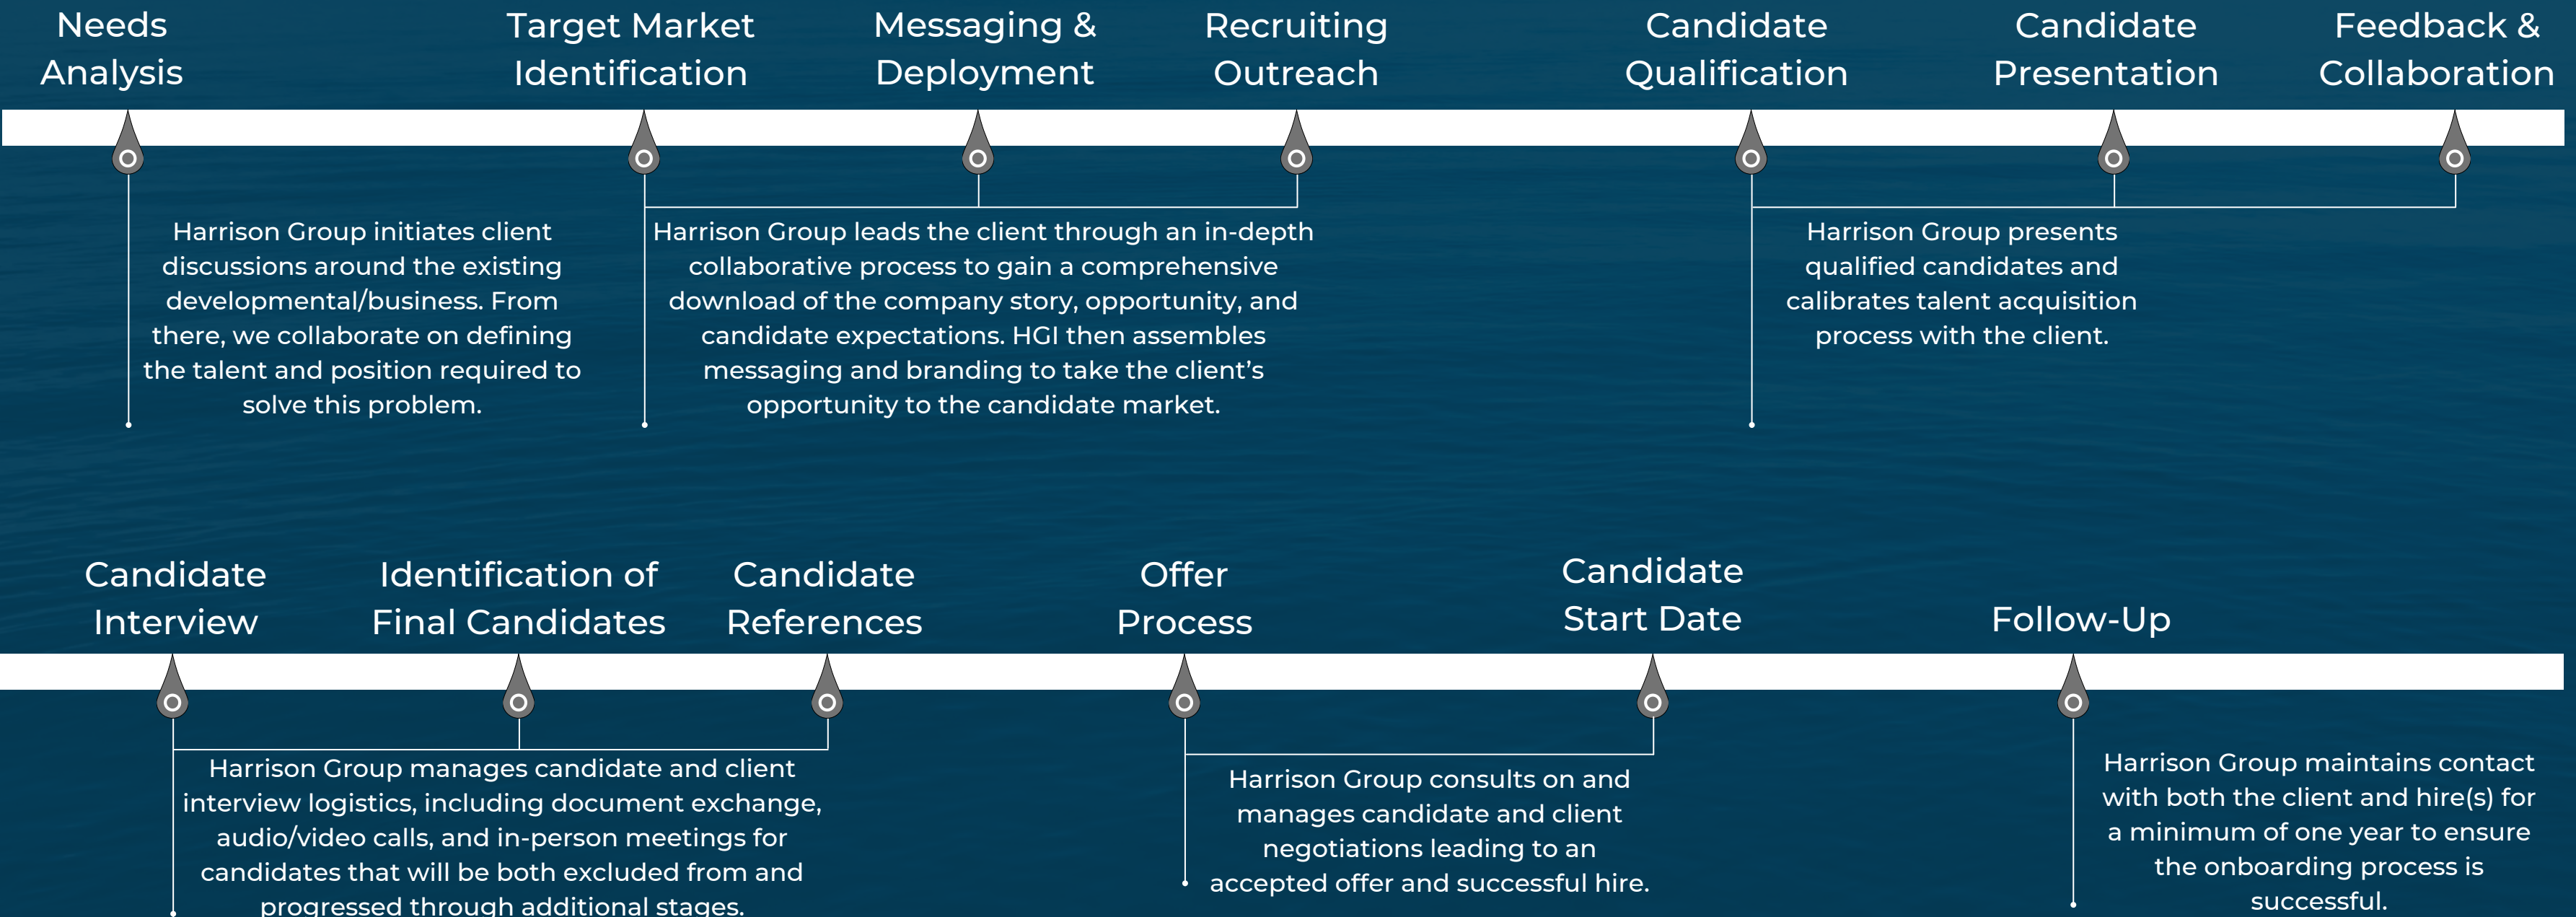 Needs
Analysis
Target Market
Identification
Messaging &
Deployment
Recruiting
Outreach
Candidate
Qualification
Candidate
Presentation
Feedback &
Collaboration
Harrison Group initiates client
discussions around the existing
developmental/business. From
there, we collaborate on defining
the talent and position required to
solve this problem.
Harrison Group leads the client through an in-depth
collaborative process to gain a comprehensive
download of the company story, opportunity, and
candidate expectations. HGI then assembles
messaging and branding to take the client’s
opportunity to the candidate market.
Harrison Group presents
qualified candidates and
calibrates talent acquisition
process with the client.
Candidate
Interview
Identification of
Final Candidates
Candidate
References
Offer
Process
Candidate
Start Date
Follow-Up
Harrison Group manages candidate and client
interview logistics, including document exchange,
audio/video calls, and in-person meetings for
candidates that will be both excluded from and
progressed through additional stages.
Harrison Group consults on and
manages candidate and client
negotiations leading to an
accepted offer and successful hire.
Harrison Group maintains contact
with both the client and hire(s) for
a minimum of one year to ensure
the onboarding process is
successful.